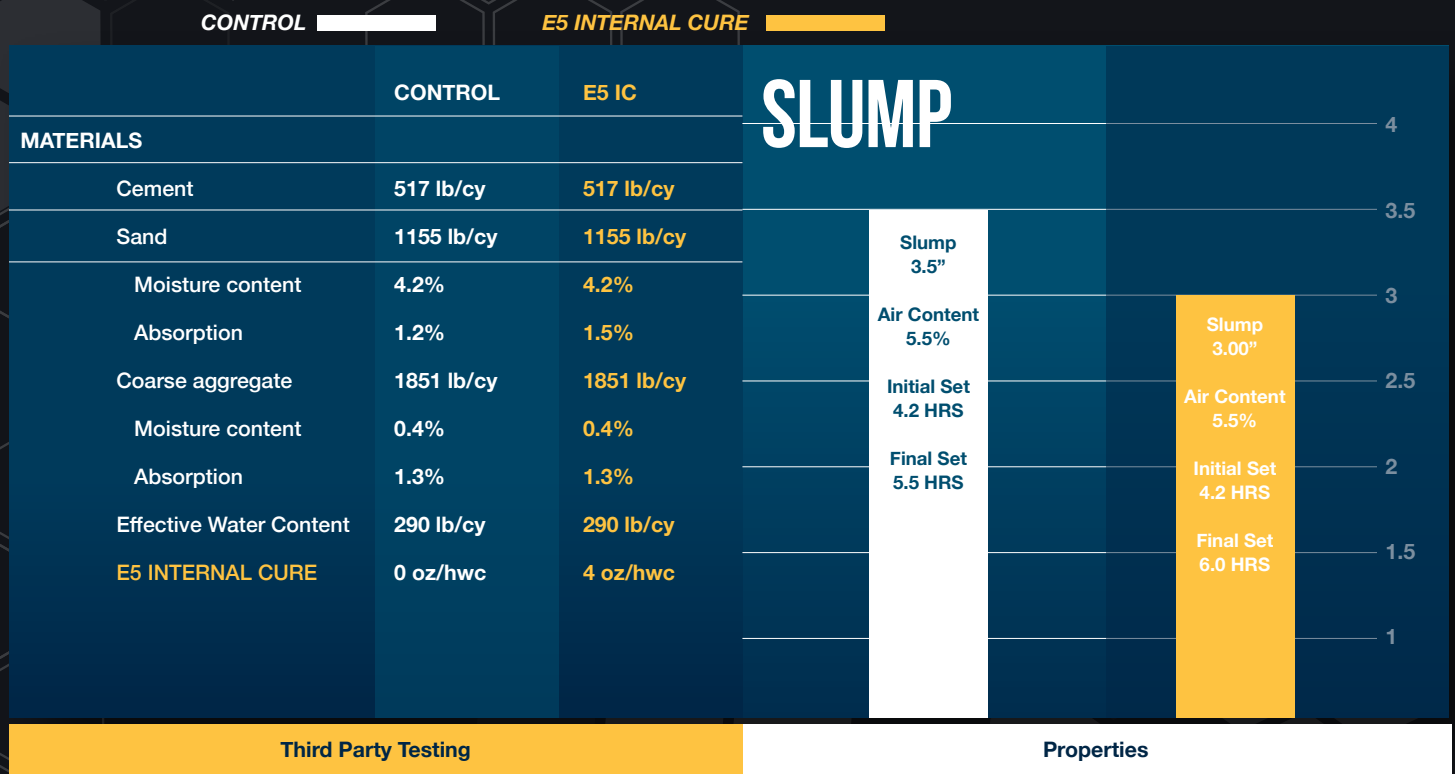 CONTROL
E5 INTERNAL CURE
CONTROL E5 IC
MATERIALS
Cement 517 lb/cy 517 lb/cy
Sand 1155 lb/cy 1155 lb/cy
Moisture content 4.2% 4.2%
Absorption 1.2% 1.5%
Coarse aggregate 1851 lb/cy 1851 lb/cy
Moisture content 0.4% 0.4%
Absorption 1.3% 1.3%
Effective Water Content 290 lb/cy 290 lb/cy
E5 INTERNAL CURE 0 oz/hwc 4 oz/hwc
Third Party Testing
SLUMP
4
3.5
3
2.5
2
1.5
1
Slump
3.5”
Air Content
5.5%
Initial Set
4.2 HRS
Final Set
5.5 HRS
Slump
3.00”
Air Content
5.5%
Initial Set
4.2 HRS
Final Set
6.0 HRS
Properties